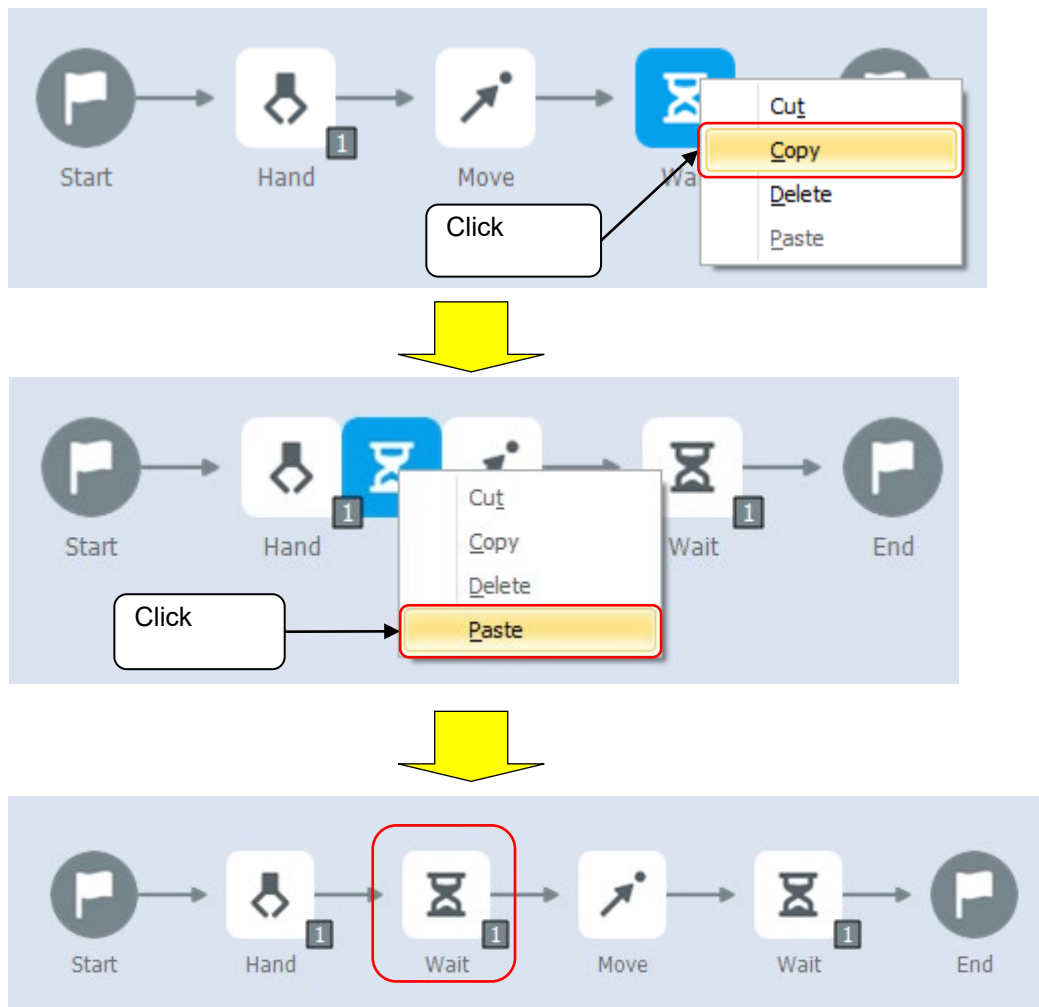 Start
Hand
1
Move
Wa
Cut
Copy
Delete
Paste
Click
Start
Hand
1
Wait
1
End
Cut
Copy
Delete
Paste
Click
Start
Hand
1
Wait
1
Move
Wait
1
End